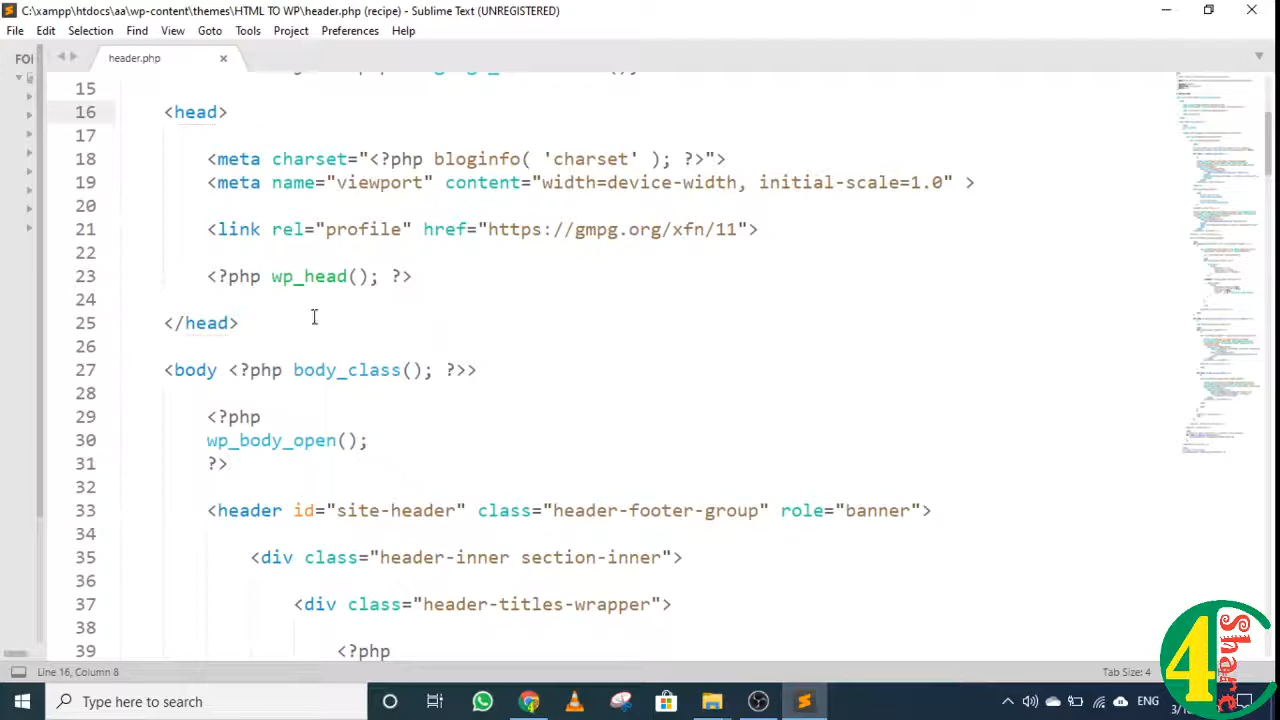 C:\xampp\htdocs\aa\wp-content\themes\HTML TO WP\header.php (recipe) - Sublime Text (UNREGISTERED)
File Edit Selection Find View Goto Tools Project Preferences Help
FOI
header.php
15
16 <head>
17
18 <meta charset="<?php bloginfo( 'charset' ); ?>">
19 <meta name="viewport" content="width=device-width, initial-scale=1.0" >
20
21 <link rel="profile" href="https://gmpg.org/xfn/11">
22
23 <?php wp_head(); ?>
24
25 </head>
26
27 <body <?php body_class(); ?>>
28
29 <?php
30 wp_body_open();
31 ?>
32
33 <header id="site-header" class="header-footer-group" role="banner">
34
35 <div class="header-inner section-inner">
36
37 <div class="header-titles-wrapper">
38
39 <?php
Line 16, Column 8
Tab Size: 4
4 Share
Type here to search
ENG